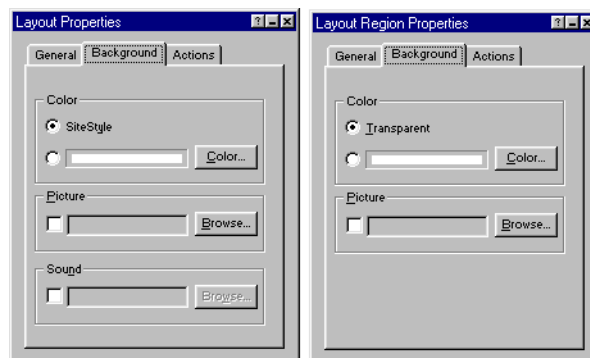 Layout Properties
General Background Actions
Color
SiteStyle
Color...
Picture
Browse...
Sound
Browse...
Layout Region Properties
General Background Actions
Color
Transparent
Color...
Picture
Browse...